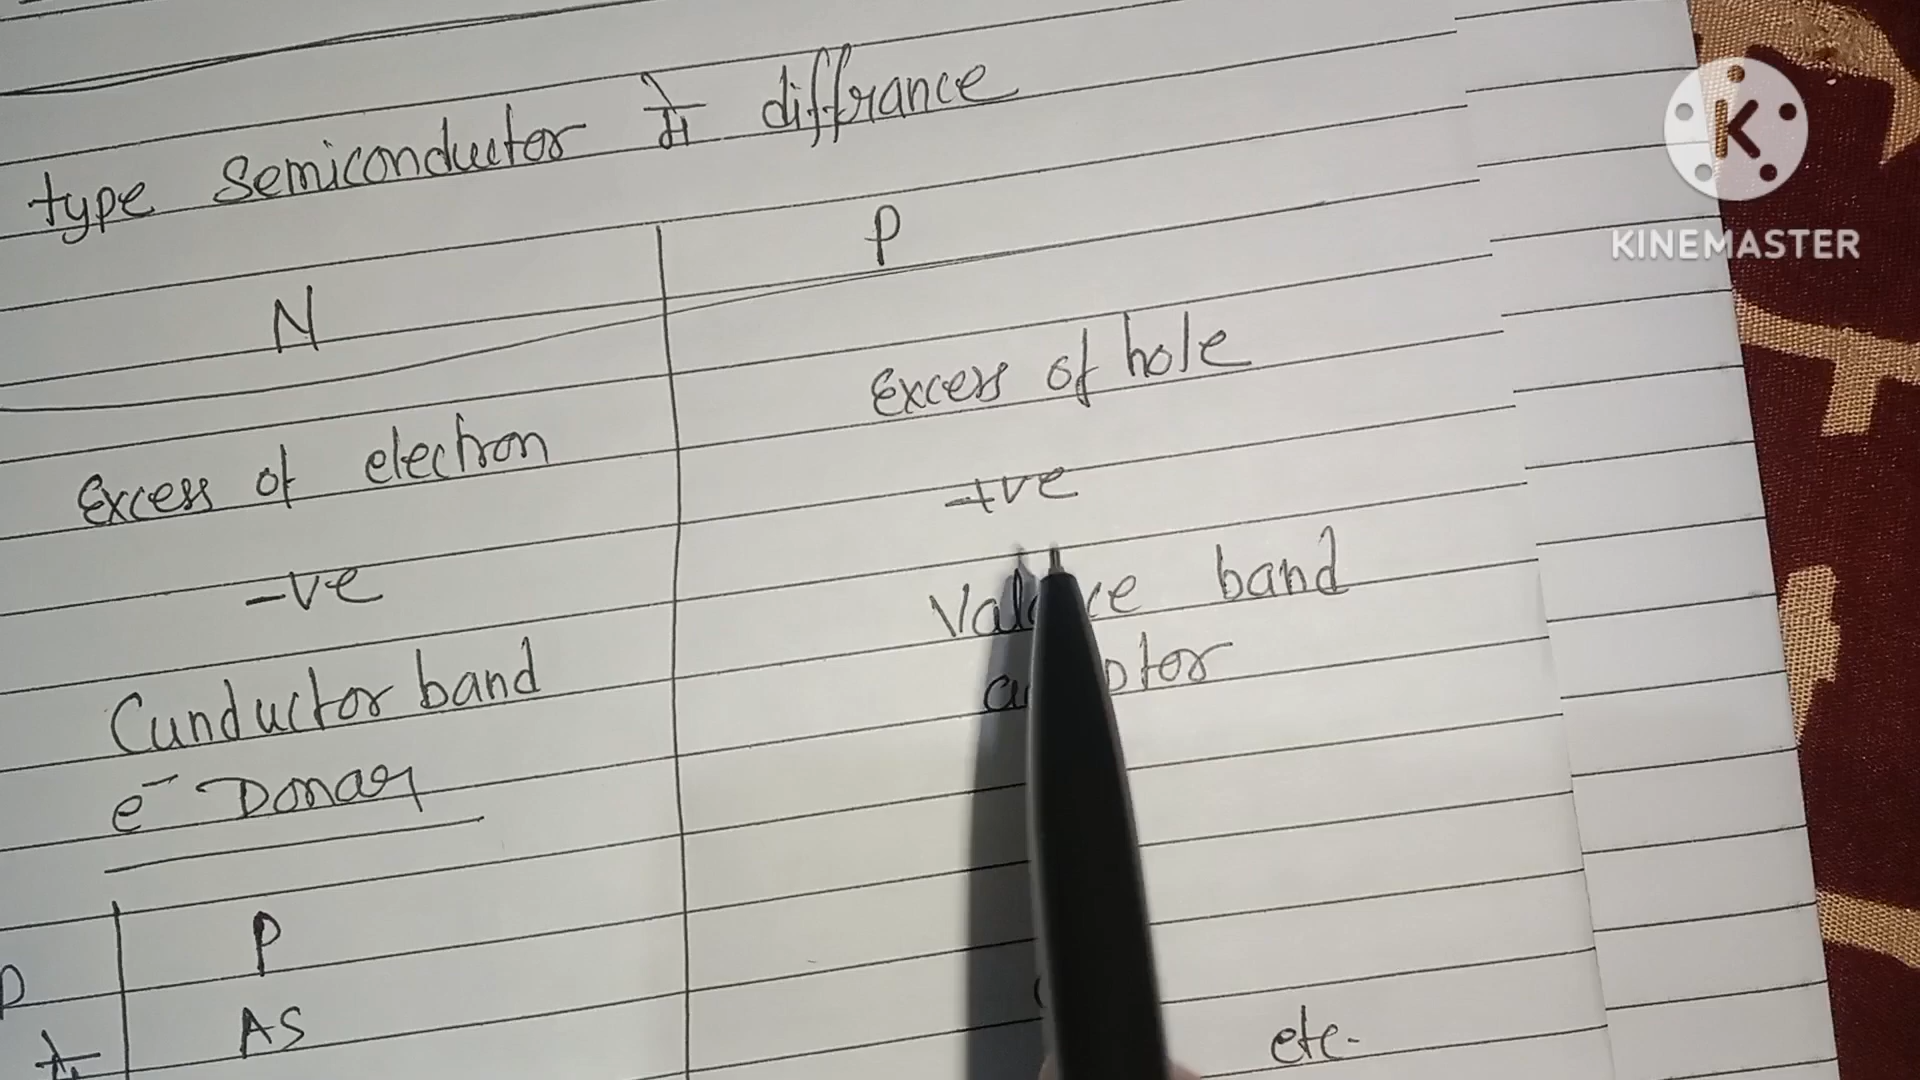 type semiconductor में diffrance
N
P
Excess of electron
Excess of hole
-ve
+ve
Cunductor band
band
e⁻ Donar
P
AS
में
etc.
KINEMASTER